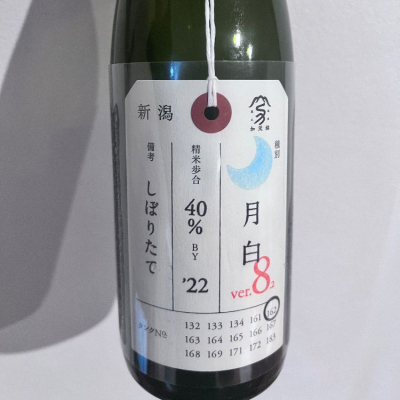 新潟
加茂錦
種別
月白
ver.8.2
精米歩合
40%
BY
'22
備考
しぼりたて
タンクNo.
132 133 134 161 162
163 164 165 166 167
168 169 171 172 183